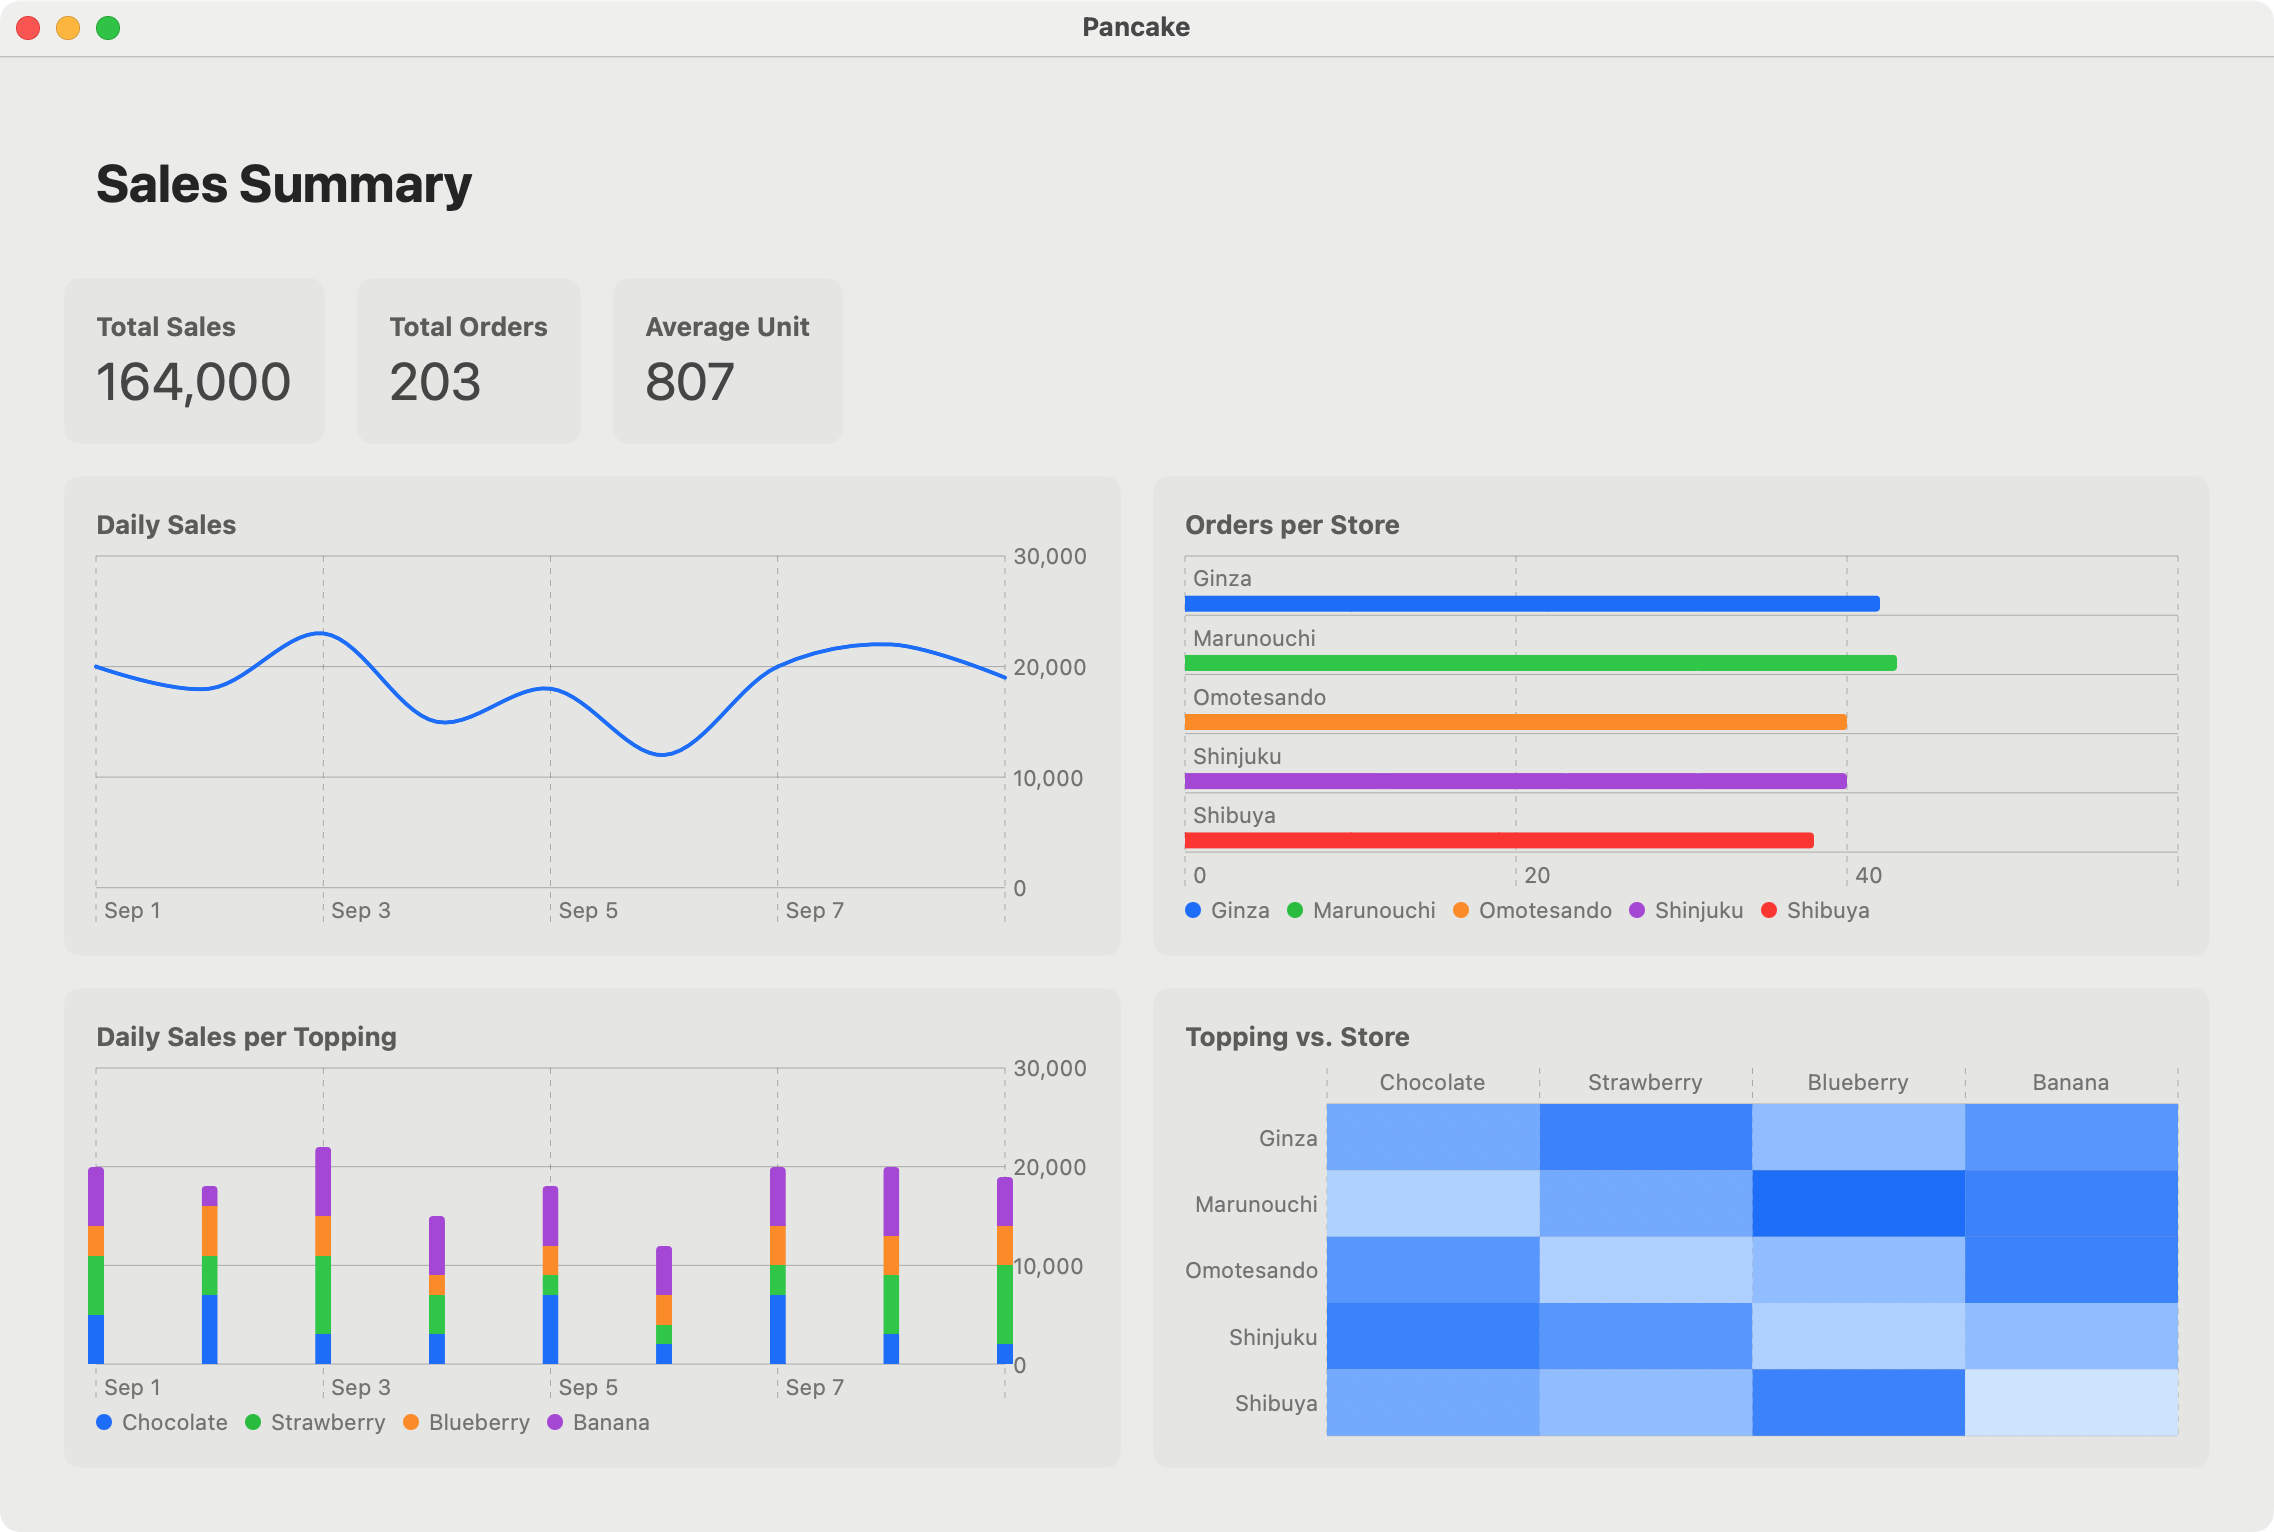 Pancake
Sales Summary
Total Sales
164,000
Total Orders
203
Average Unit
807
Daily Sales
30,000
20,000
10,000
0
Sep 1
Sep 3
Sep 5
Sep 7
Orders per Store
Ginza
Marunouchi
Omotesando
Shinjuku
Shibuya
0
20
40
Ginza
Marunouchi
Omotesando
Shinjuku
Shibuya
Daily Sales per Topping
30,000
20,000
10,000
0
Sep 1
Sep 3
Sep 5
Sep 7
Chocolate
Strawberry
Blueberry
Banana
Topping vs. Store
Chocolate
Strawberry
Blueberry
Banana
Ginza
Marunouchi
Omotesando
Shinjuku
Shibuya